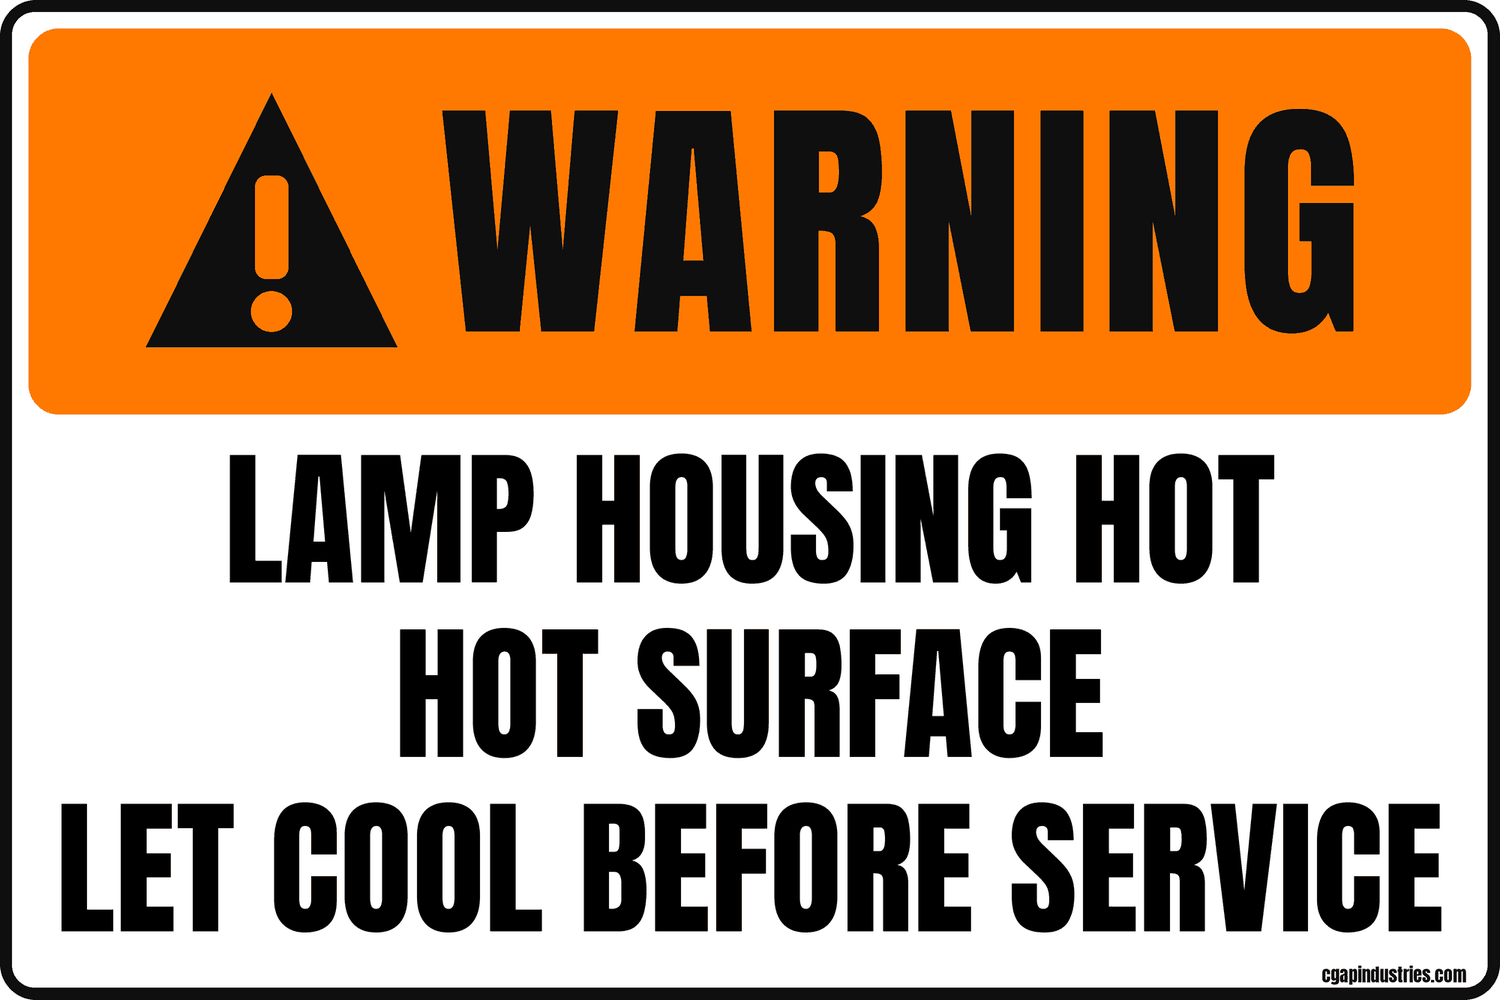 WARNING
LAMP HOUSING HOT
HOT SURFACE
LET COOL BEFORE SERVICE
cgapindustries.com